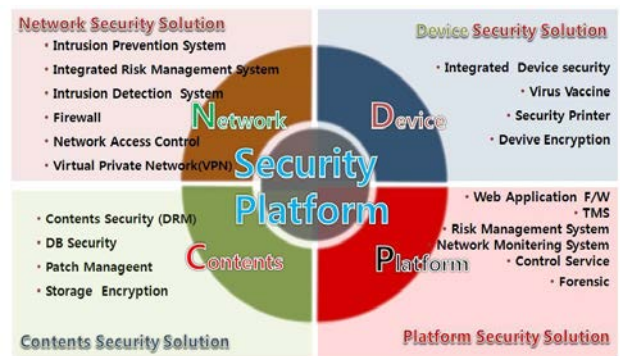 Network Security Solution
• Intrusion Prevention System
• Integrated Risk Management System
• Intrusion Detection System
• Firewall
• Network Access Control
• Virtual Private Network(VPN)
Device Security Solution
• Integrated Device security
• Virus Vaccine
• Security Printer
• Devive Encryption
Network
Device
Security
Platform
Contents
Platform
• Contents Security (DRM)
• DB Security
• Patch Manageent
• Storage Encryption
Contents Security Solution
• Web Application F/W
• TMS
• Risk Management System
Network Monitering System
• Control Service
• Forensic
Platform Security Solution